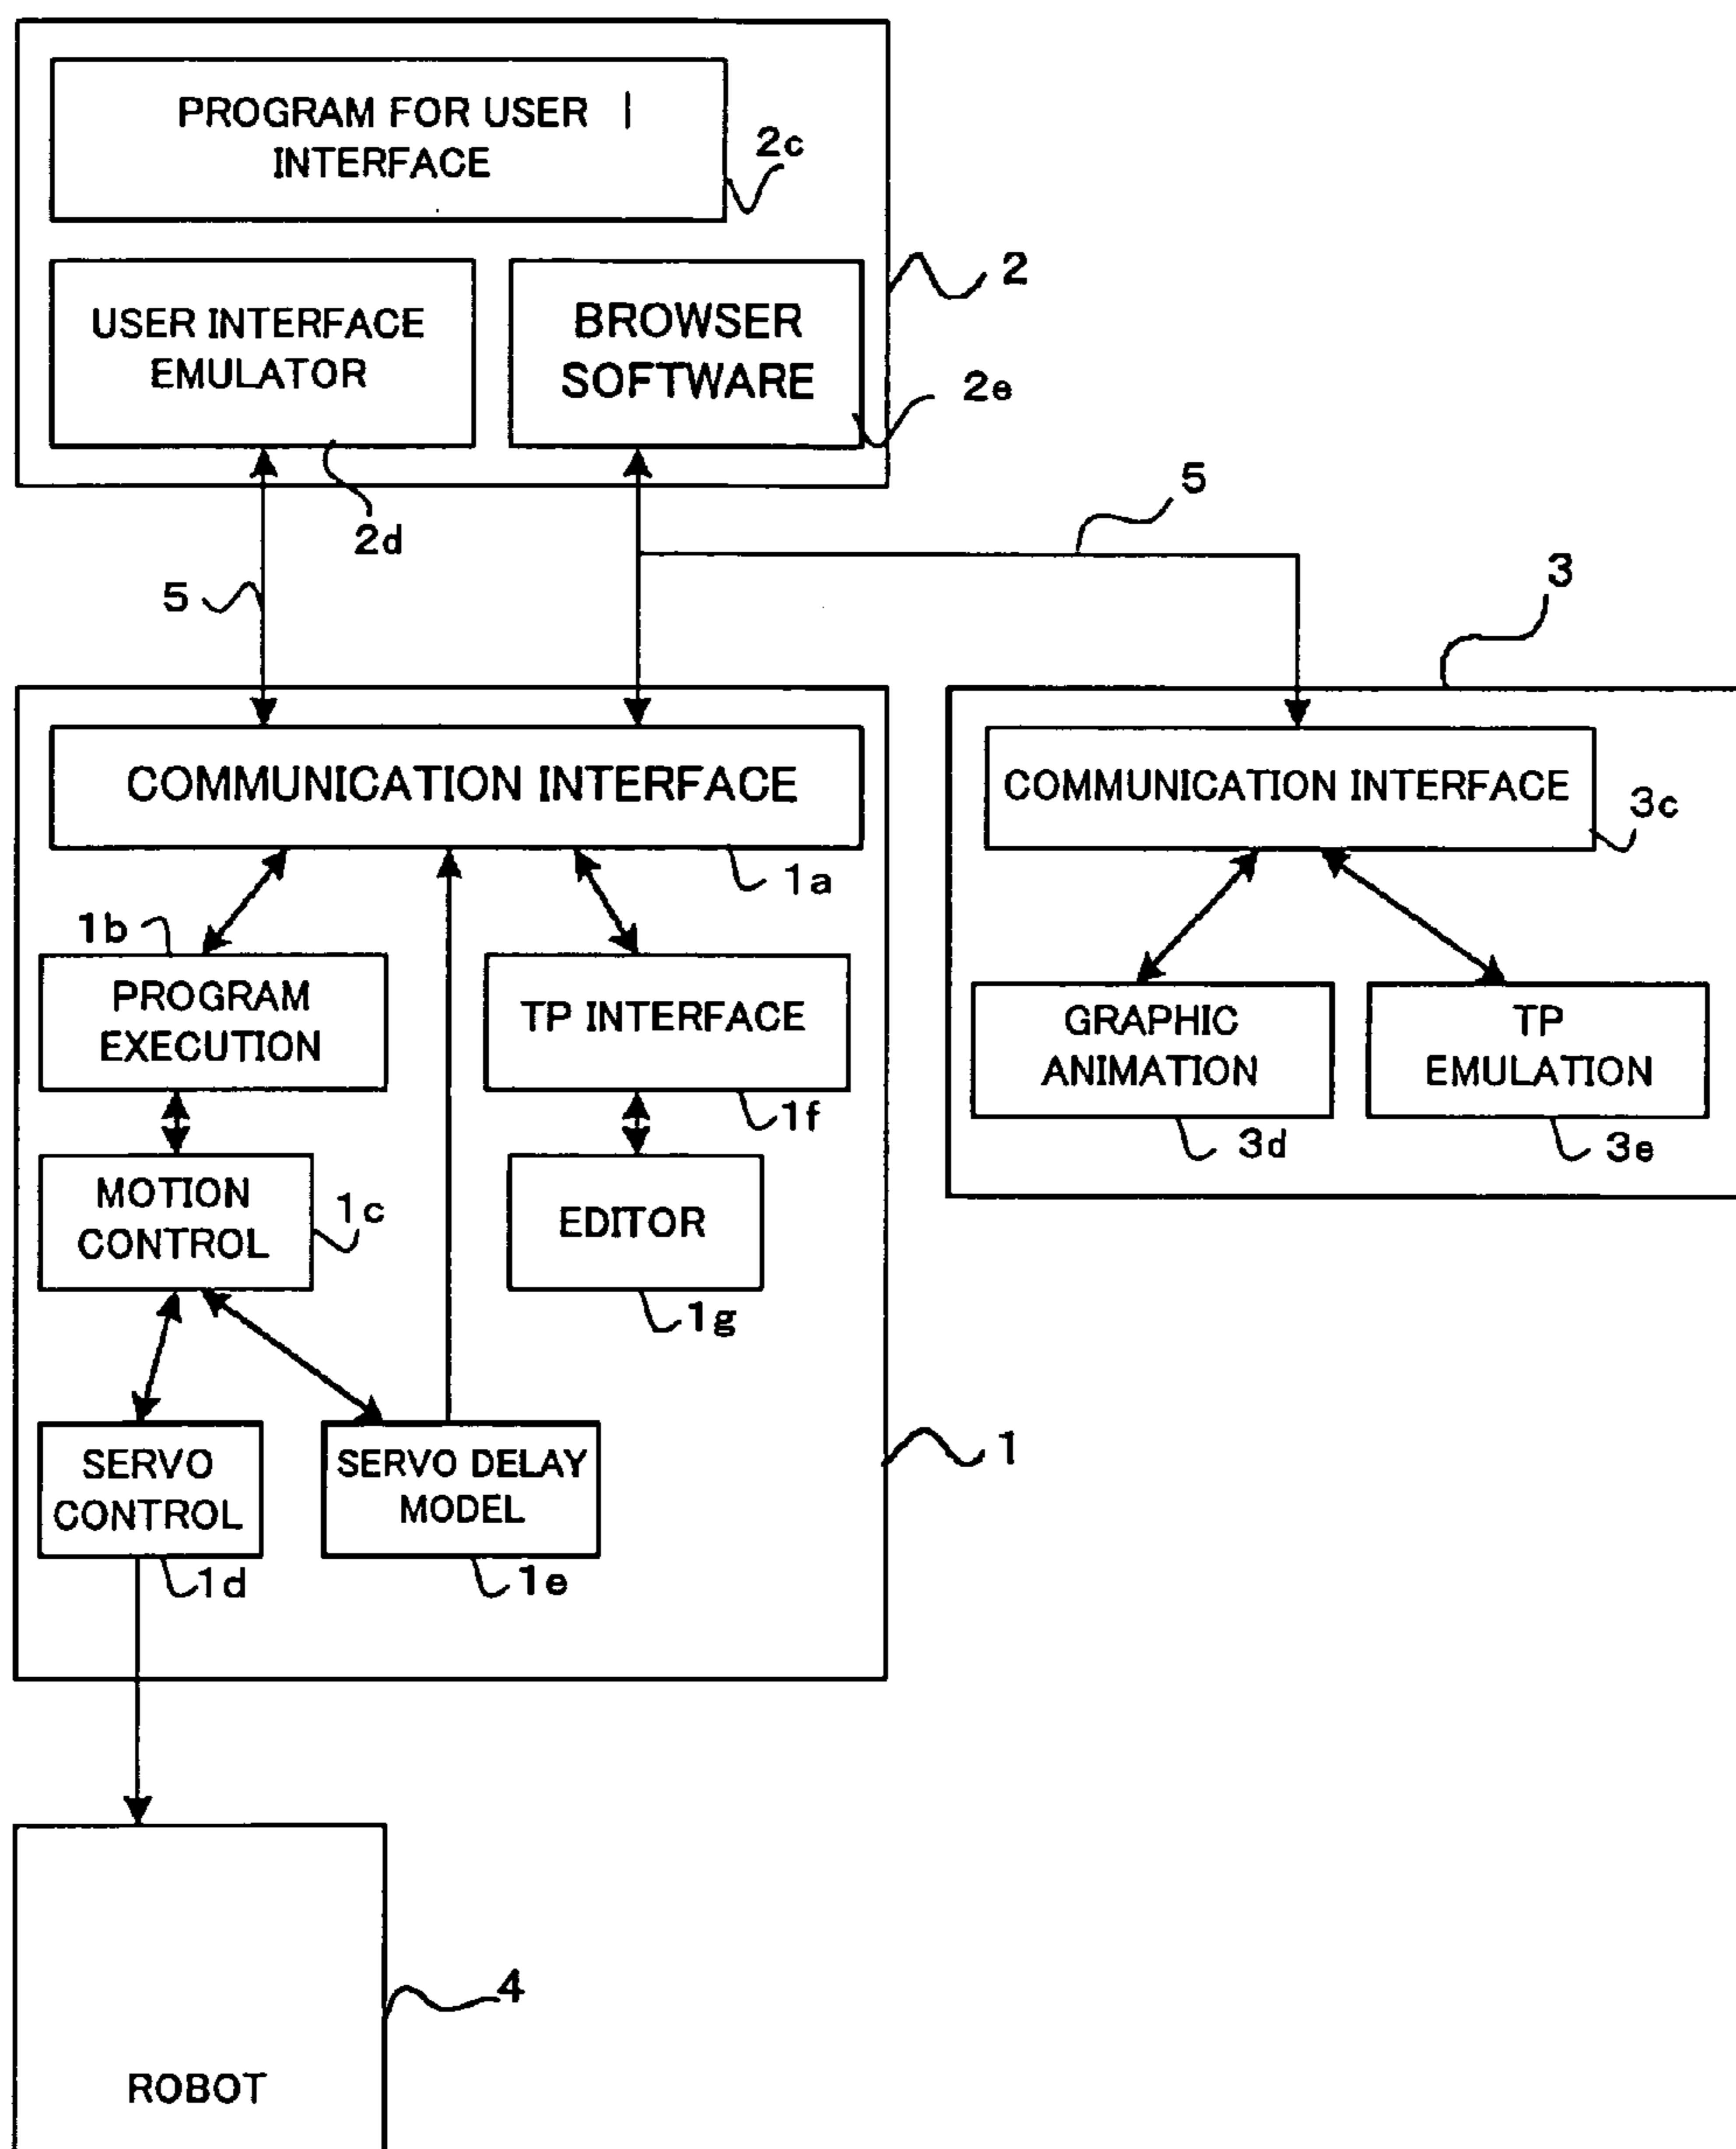 PROGRAM FOR USER
INTERFACE
2c
USER INTERFACE
EMULATOR
BROWSER
SOFTWARE
2
2e
2d
5
5
3
COMMUNICATION INTERFACE
1a
COMMUNICATION INTERFACE
3c
1b
PROGRAM
EXECUTION
TP INTERFACE
1f
GRAPHIC
ANIMATION
3d
TP
EMULATION
3e
MOTION
CONTROL
1c
EDITOR
1g
SERVO
CONTROL
1d
SERVO DELAY
MODEL
1e
1
4
ROBOT